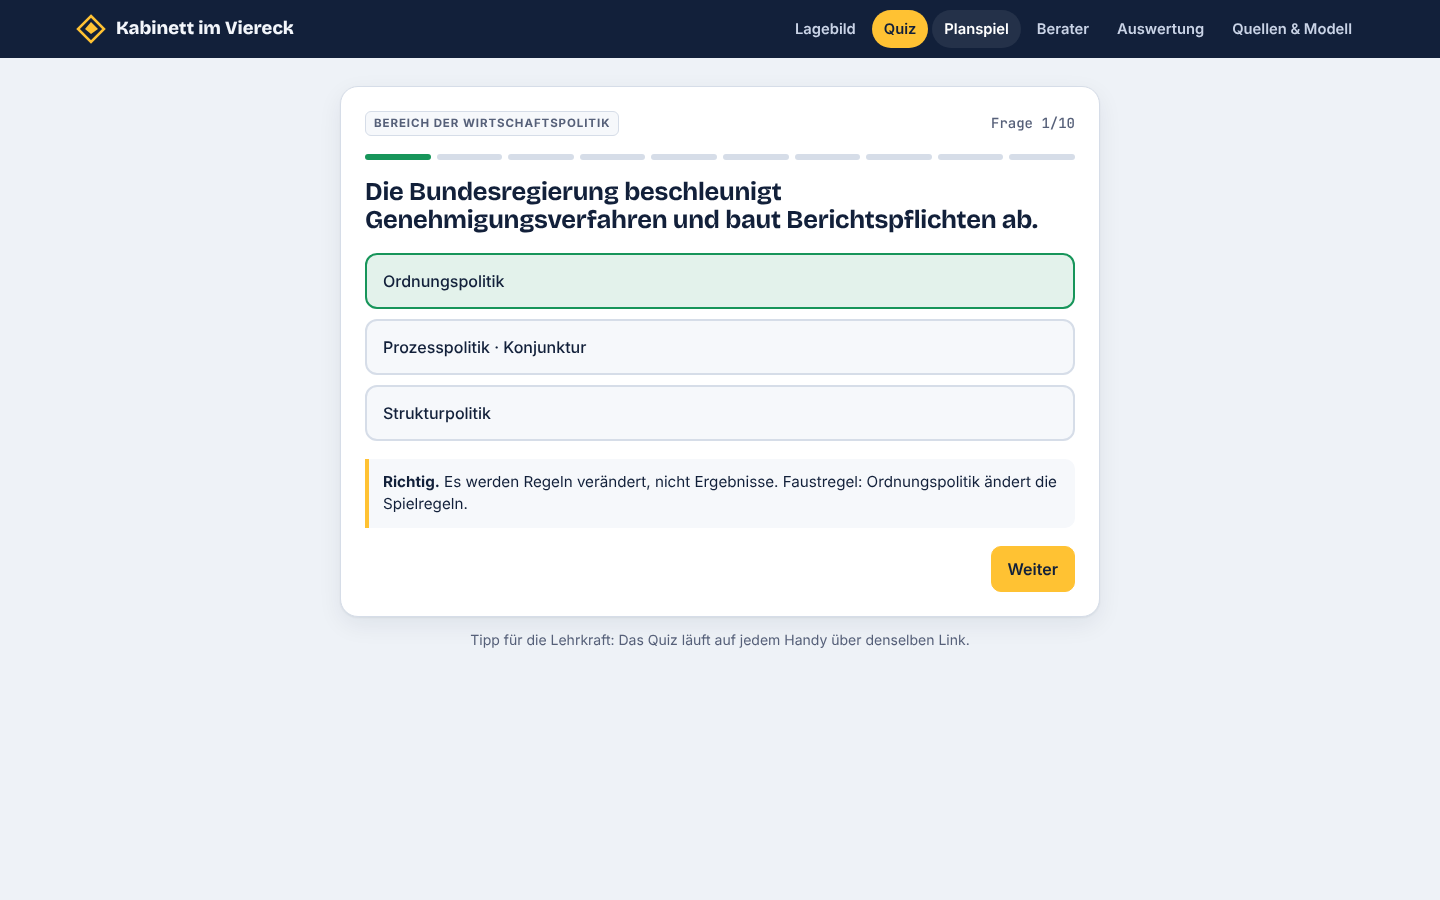 Kabinett im Viereck
Lagebild
Quiz
Planspiel
Berater
Auswertung
Quellen & Modell
BEREICH DER WIRTSCHAFTSPOLITIK
Frage 1/10
Die Bundesregierung beschleunigt
Genehmigungsverfahren und baut Berichtspflichten ab.
Ordnungspolitik
Prozesspolitik · Konjunktur
Strukturpolitik
Richtig. Es werden Regeln verändert, nicht Ergebnisse. Faustregel: Ordnungspolitik ändert die
Spielregeln.
Weiter
Tipp für die Lehrkraft: Das Quiz läuft auf jedem Handy über denselben Link.